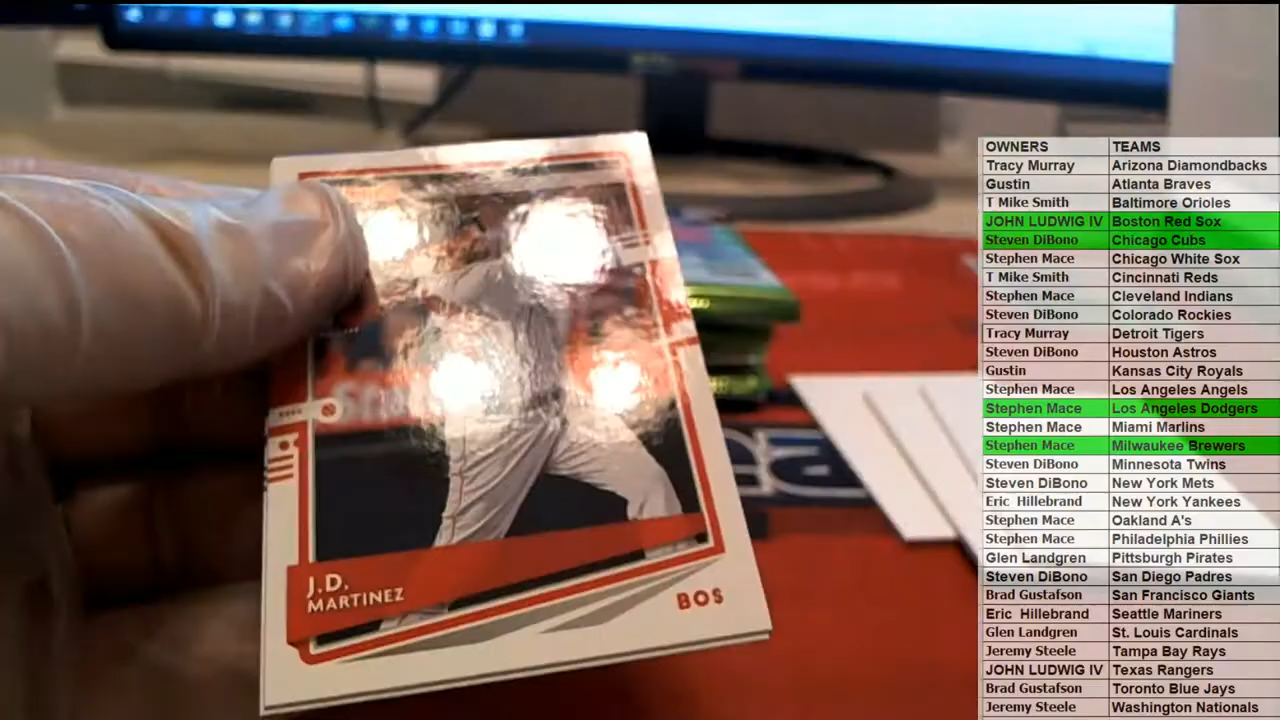 J.D.
MARTINEZ
BOS
OWNERS TEAMS
Tracy Murray Arizona Diamondbacks
Gustin Atlanta Braves
T Mike Smith Baltimore Orioles
JOHN LUDWIG IV Boston Red Sox
Steven DiBono Chicago Cubs
Stephen Mace Chicago White Sox
T Mike Smith Cincinnati Reds
Stephen Mace Cleveland Indians
Steven DiBono Colorado Rockies
Tracy Murray Detroit Tigers
Steven DiBono Houston Astros
Gustin Kansas City Royals
Stephen Mace Los Angeles Angels
Stephen Mace Los Angeles Dodgers
Stephen Mace Miami Marlins
Stephen Mace Milwaukee Brewers
Steven DiBono Minnesota Twins
Steven DiBono New York Mets
Eric Hillebrand New York Yankees
Stephen Mace Oakland A's
Stephen Mace Philadelphia Phillies
Glen Landgren Pittsburgh Pirates
Steven DiBono San Diego Padres
Brad Gustafson San Francisco Giants
Eric Hillebrand Seattle Mariners
Glen Landgren St. Louis Cardinals
Jeremy Steele Tampa Bay Rays
JOHN LUDWIG IV Texas Rangers
Brad Gustafson Toronto Blue Jays
Jeremy Steele Washington Nationals